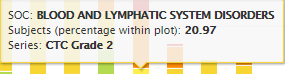 SOC: BLOOD AND LYMPHATIC SYSTEM DISORDERS
Subjects (percentage within plot): 20.97
Series: CTC Grade 2